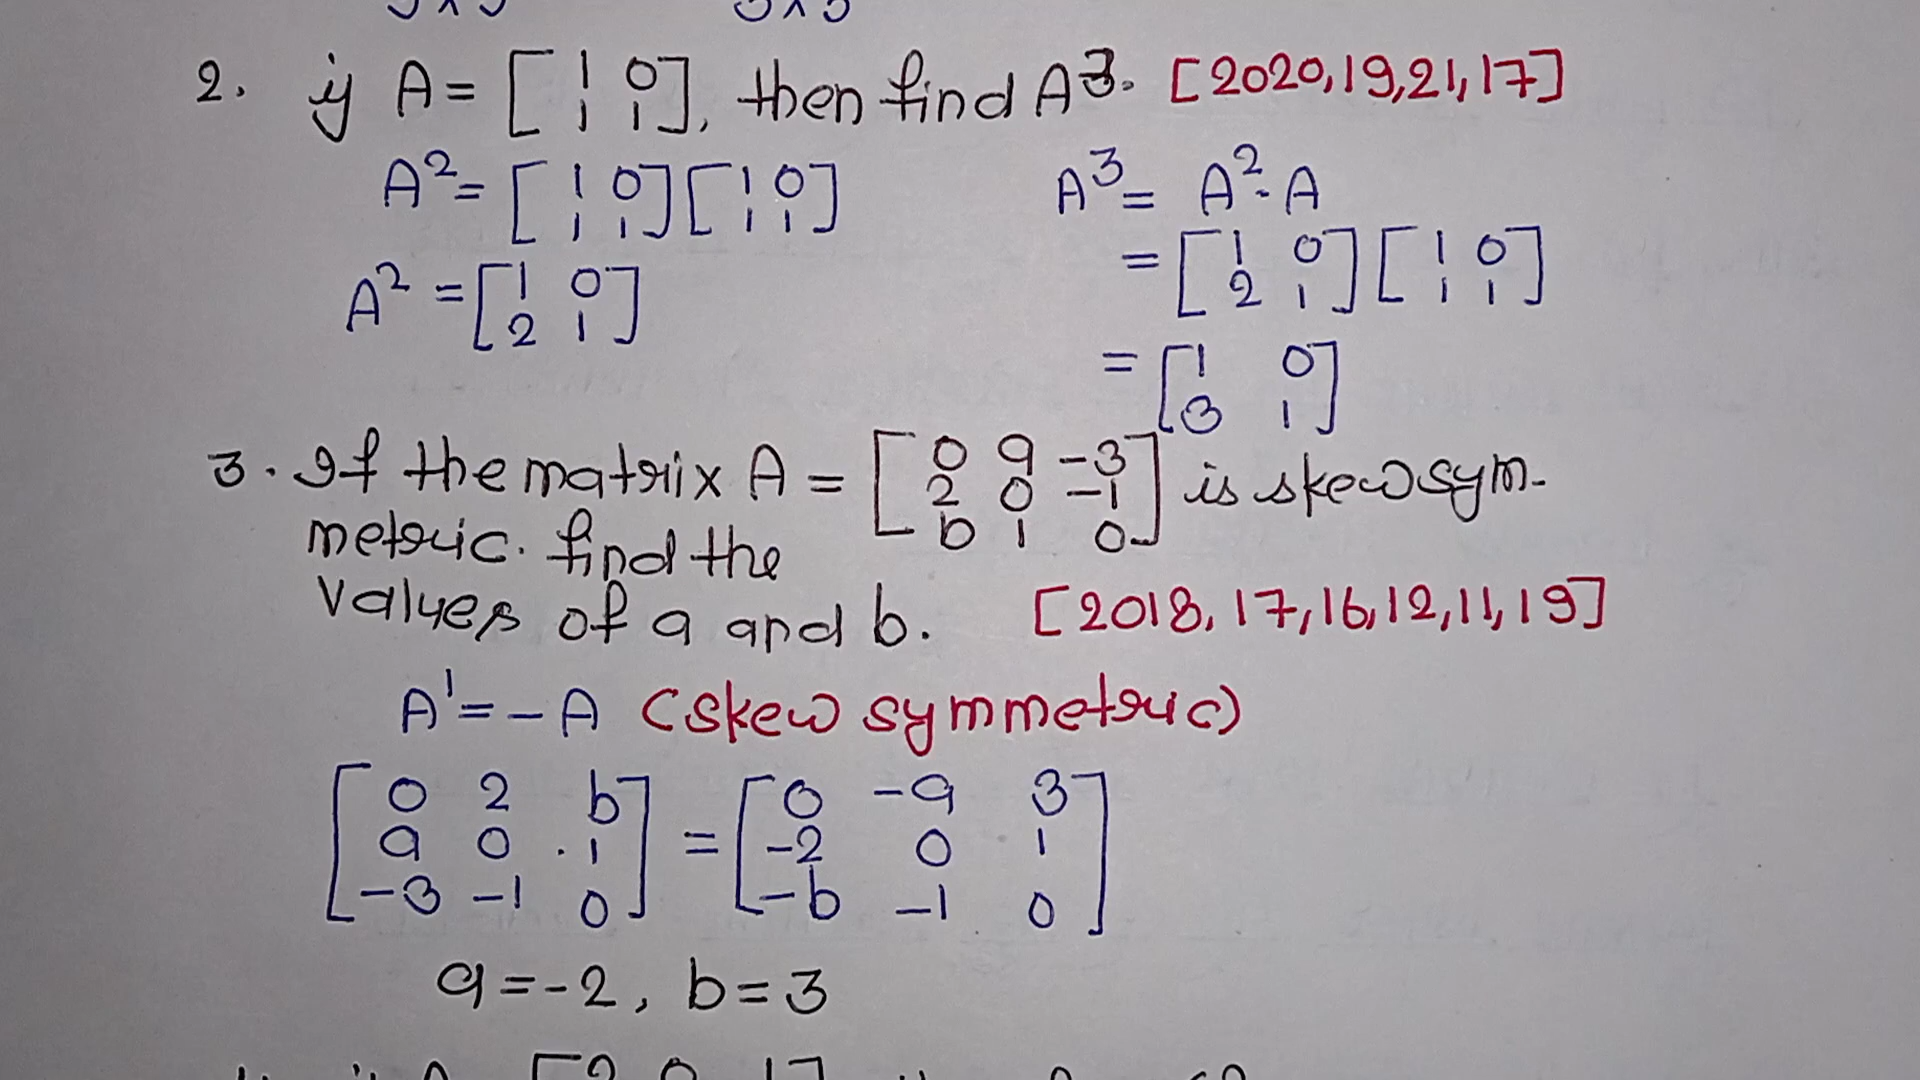 2. if A = [1 0
1 1], then find A³. [2020,19,21,17]
A² = [1 0
1 1] [1 0
1 1]
A² = [1 0
2 1]
A³ = A². A
= [1 0
2 1] [1 0
1 1]
= [1 0
3 1]
3. If the matrix A = [0 a -3
2 0 -1
b 1 0] is skew sym-
metric. find the
values of a and b. [2018, 17, 16, 12, 11, 19]
A' = -A (skew symmetric)
[0 2 b
a 0 . 1
-3 -1 0] = [0 -a 3
-2 0 1
-b -1 0]
a = -2, b = 3